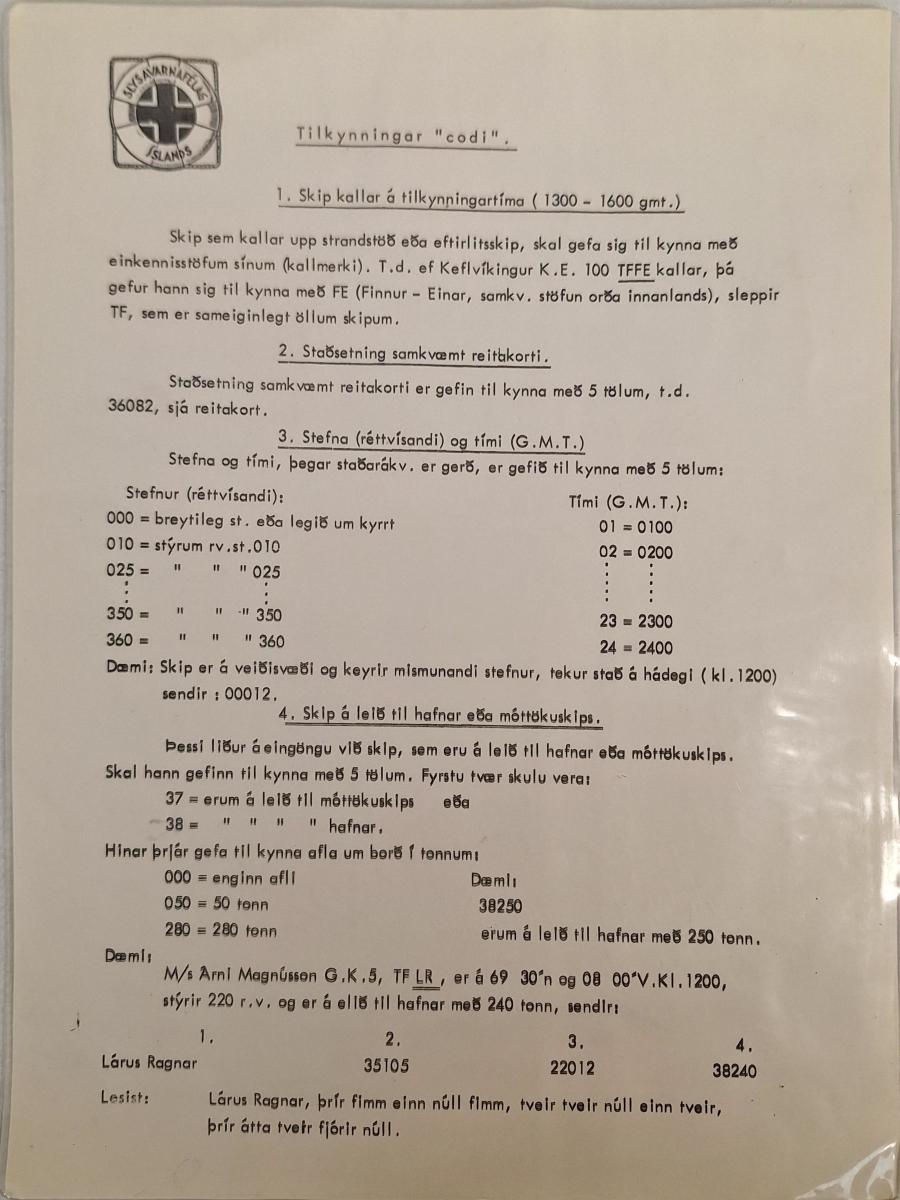 SLYSAVARNAFÉLAG
ÍSLANDS
Tilkynningar "codi".
1. Skip kallar á tilkynningartíma ( 1300 - 1600 gmt.)
Skip sem kallar upp strandstöð eða eftirlitsskip, skal gefa sig til kynna með
einkennisstöfum sínum (kallmerki). T.d. ef Keflvíkingur K.E. 100 TFFE kallar, þá
gefur hann sig til kynna með FE (Finnur - Einar, samkv. stöfun orða innanlands), sleppir
TF, sem er sameiginlegt öllum skipum.
2. Staðsetning samkvæmt reitakorti.
Staðsetning samkvæmt reitakorti er gefin til kynna með 5 tölum, t.d.
36082, sjá reitakort.
3. Stefna (réttvísandi) og tími (G.M.T.)
Stefna og tími, þegar staðarákv. er gerð, er gefið til kynna með 5 tölum:
Stefnur (réttvísandi): Tími (G.M.T.):
000 = breytileg st. eða legið um kyrrt 01 = 0100
010 = stýrum rv.st.010 02 = 0200
025 = " " " 025
350 = " " " 350 23 = 2300
360 = " " " 360 24 = 2400
Dæmi: Skip er á veiðisvæði og keyrir mismunandi stefnur, tekur stað á hádegi ( kl.1200)
sendir : 00012.
4. Skip á leið til hafnar eða móttökuskips.
Þessi liður á eingöngu við skip, sem eru á leið til hafnar eða móttökuskips.
Skal hann gefinn til kynna með 5 tölum. Fyrstu tvær skulu vera:
37 = erum á leið til móttökuskips eða
38 = " " " " hafnar.
Hinar þrjár gefa til kynna afla um borð í tonnum:
000 = enginn afli Dæmi:
050 = 50 tonn 38250
280 = 280 tonn erum á leið til hafnar með 250 tonn.
Dæmi:
M/s Arni Magnússon G.K.5, TF LR, er á 69 30'n og 08 00'V.Kl.1200,
stýrir 220 r.v. og er á elið til hafnar með 240 tonn, sendir:
1. 2. 3. 4.
Lárus Ragnar 35105 22012 38240
Lesist: Lárus Ragnar, þrír fimm einn núll fimm, tveir tveir núll einn tveir,
þrír átta tveir fjórir núll.